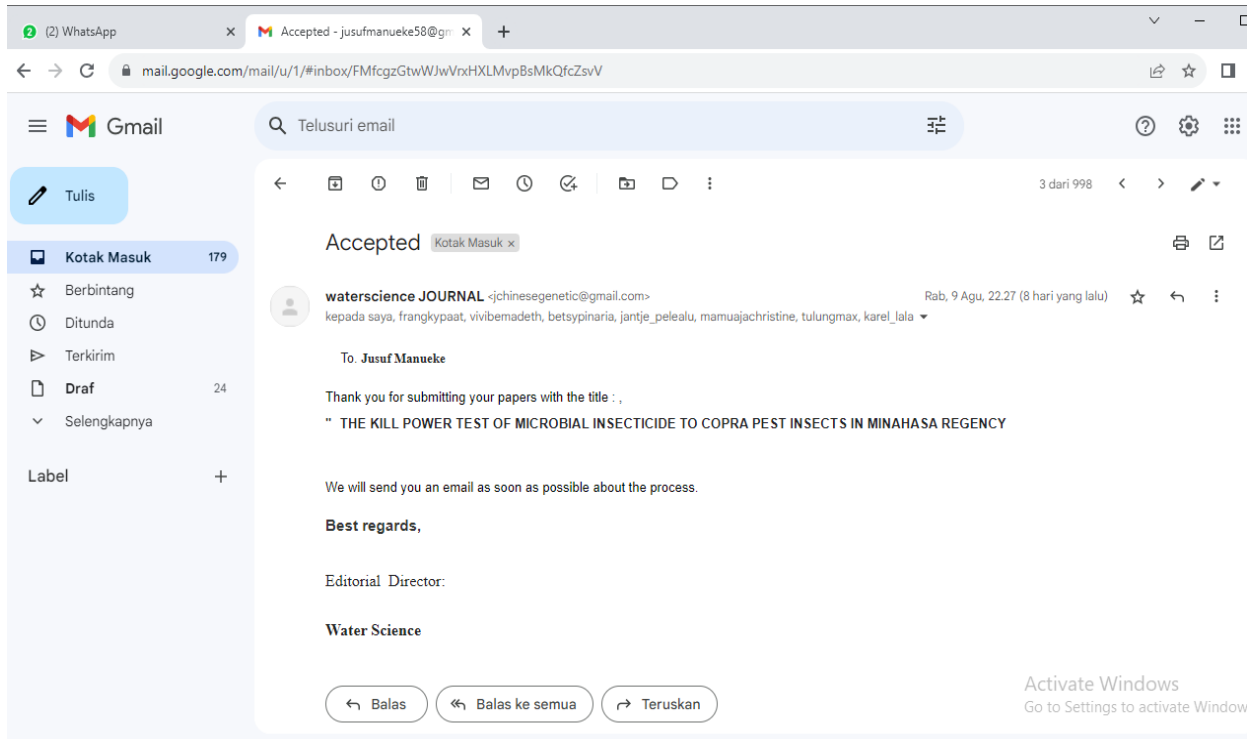 2 (2) WhatsApp
Accepted - jusufmanueke58@gm
mail.google.com/mail/u/1/#inbox/FMfcgzGtwWJwVrxHXLMvpBsMkQfcZsvV
Gmail
Telusuri email
Tulis
3 dari 998
Accepted Kotak Masuk x
Kotak Masuk 179
Berbintang
Ditunda
Terkirim
Draf 24
Selengkapnya
Label +
waterscience JOURNAL <jchinesegenetic@gmail.com> Rab, 9 Agu, 22.27 (8 hari yang lalu)
kepada saya, frangkypaat, vivibemadeth, betsypinaria, jantje_pelealu, mamuajachristine, tulungmax, karel_lala
To. Jusuf Manueke
Thank you for submitting your papers with the title : ,
" THE KILL POWER TEST OF MICROBIAL INSECTICIDE TO COPRA PEST INSECTS IN MINAHASA REGENCY
We will send you an email as soon as possible about the process.
Best regards,
Editorial Director:
Water Science
Balas
Balas ke semua
Teruskan
Activate Windows
Go to Settings to activate Window